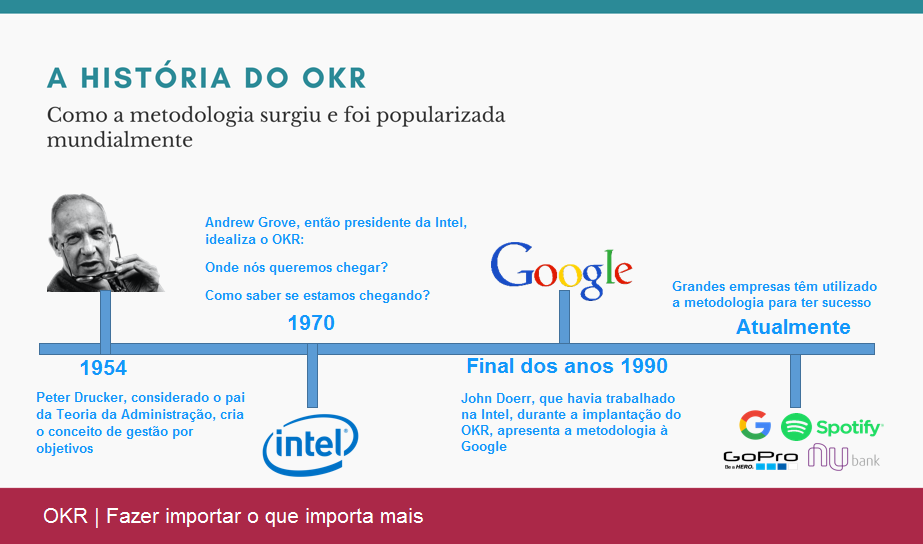 A HISTÓRIA DO OKR
Como a metodologia surgiu e foi popularizada
mundialmente
Andrew Grove, então presidente da Intel,
idealiza o OKR:
Onde nós queremos chegar?
Como saber se estamos chegando?
1970
Google
Grandes empresas têm utilizado
a metodologia para ter sucesso
Atualmente
1954
Peter Drucker, considerado o pai
da Teoria da Administração, cria
o conceito de gestão por
objetivos
intel
Final dos anos 1990
John Doerr, que havia trabalhado
na Intel, durante a implantação do
OKR, apresenta a metodologia à
Google
G
Spotify
GoPro
Be a HERO.
nu bank
OKR | Fazer importar o que importa mais